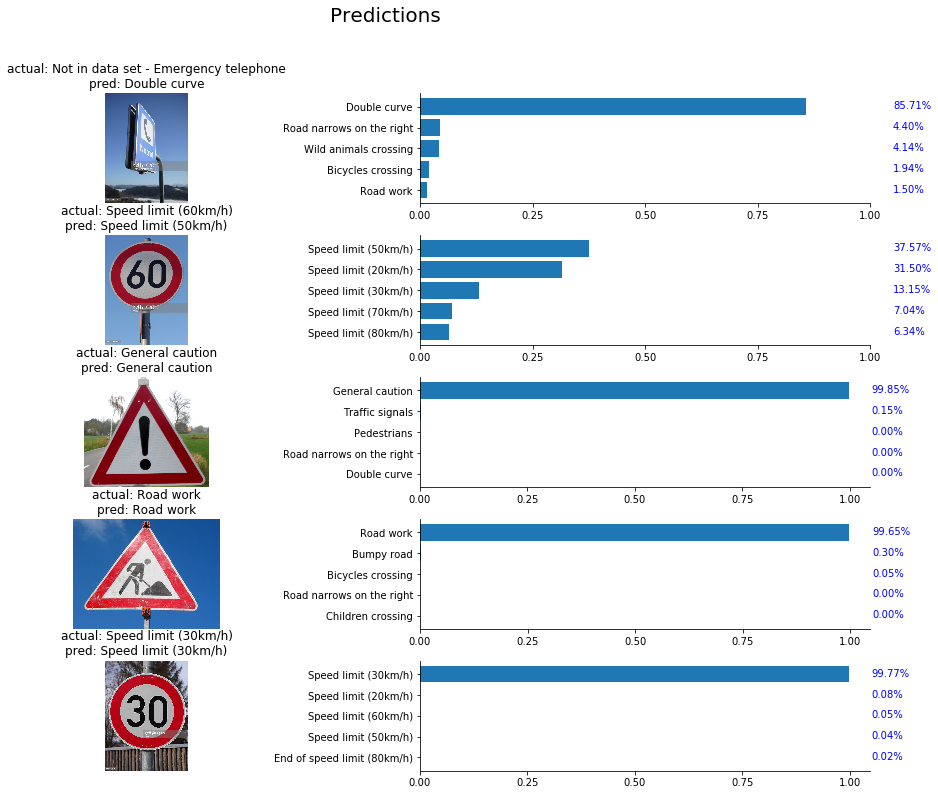 Predictions
actual: Not in data set - Emergency telephone
pred: Double curve
Double curve
85.71%
Road narrows on the right
4.40%
Wild animals crossing
4.14%
Bicycles crossing
1.94%
Road work
1.50%
0.00
0.25
0.50
0.75
1.00
actual: Speed limit (60km/h)
pred: Speed limit (50km/h)
60
Speed limit (50km/h)
37.57%
Speed limit (20km/h)
31.50%
Speed limit (30km/h)
13.15%
Speed limit (70km/h)
7.04%
Speed limit (80km/h)
6.34%
0.00
0.25
0.50
0.75
1.00
actual: General caution
pred: General caution
!
General caution
99.85%
Traffic signals
0.15%
Pedestrians
0.00%
Road narrows on the right
0.00%
Double curve
0.00%
0.00
0.25
0.50
0.75
1.00
actual: Road work
pred: Road work
Road work
99.65%
Bumpy road
0.30%
Bicycles crossing
0.05%
Road narrows on the right
0.00%
Children crossing
0.00%
0.00
0.25
0.50
0.75
1.00
actual: Speed limit (30km/h)
pred: Speed limit (30km/h)
30
Speed limit (30km/h)
99.77%
Speed limit (20km/h)
0.08%
Speed limit (60km/h)
0.05%
Speed limit (50km/h)
0.04%
End of speed limit (80km/h)
0.02%
0.00
0.25
0.50
0.75
1.00